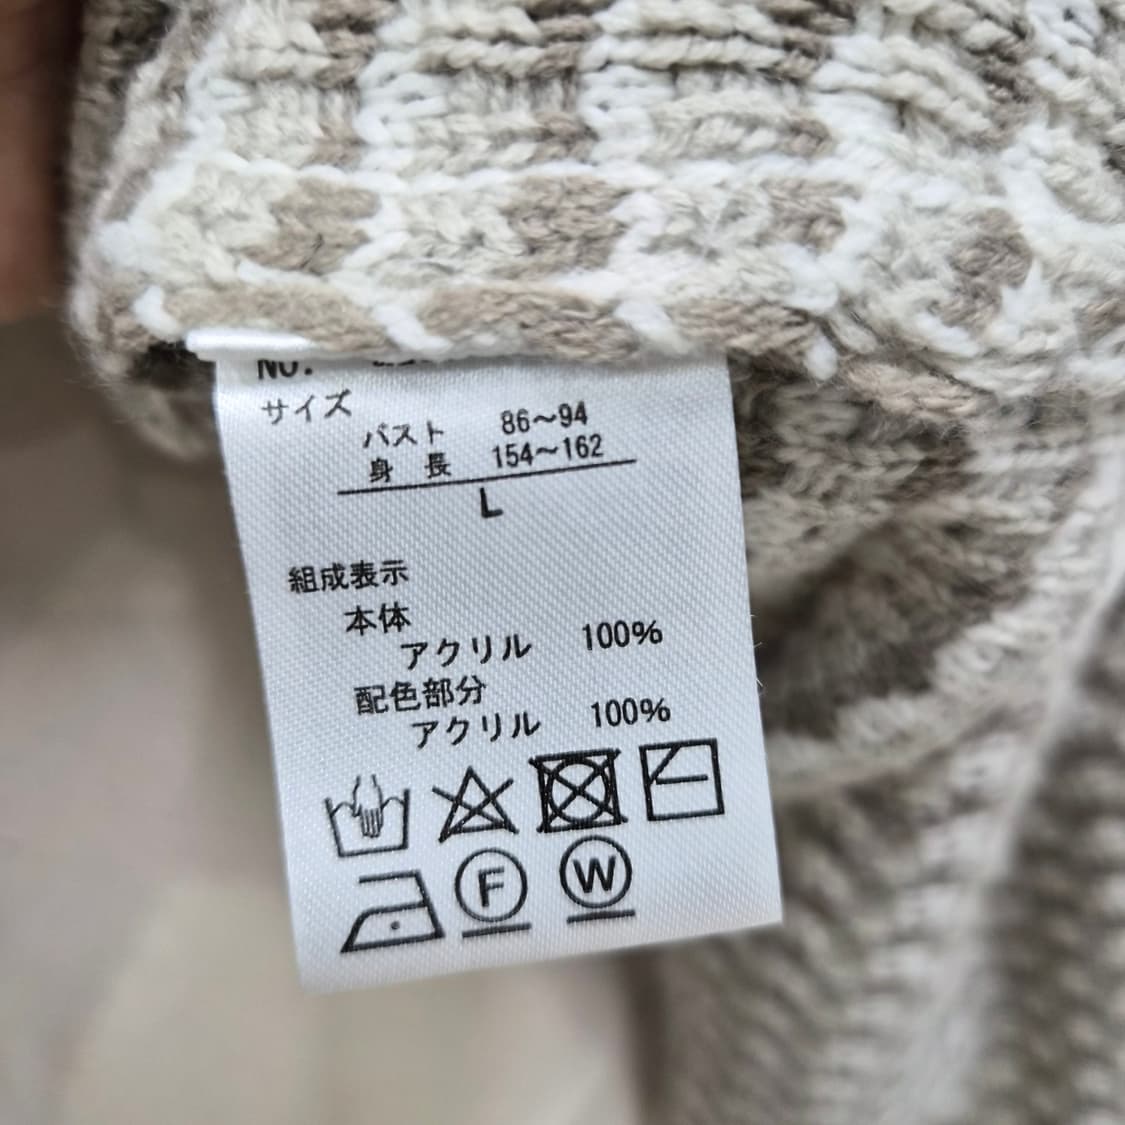 NO.
サイズ
バスト 86～94
身長 154～162
L
組成表示
本体
アクリル 100%
配色部分
アクリル 100%
F W